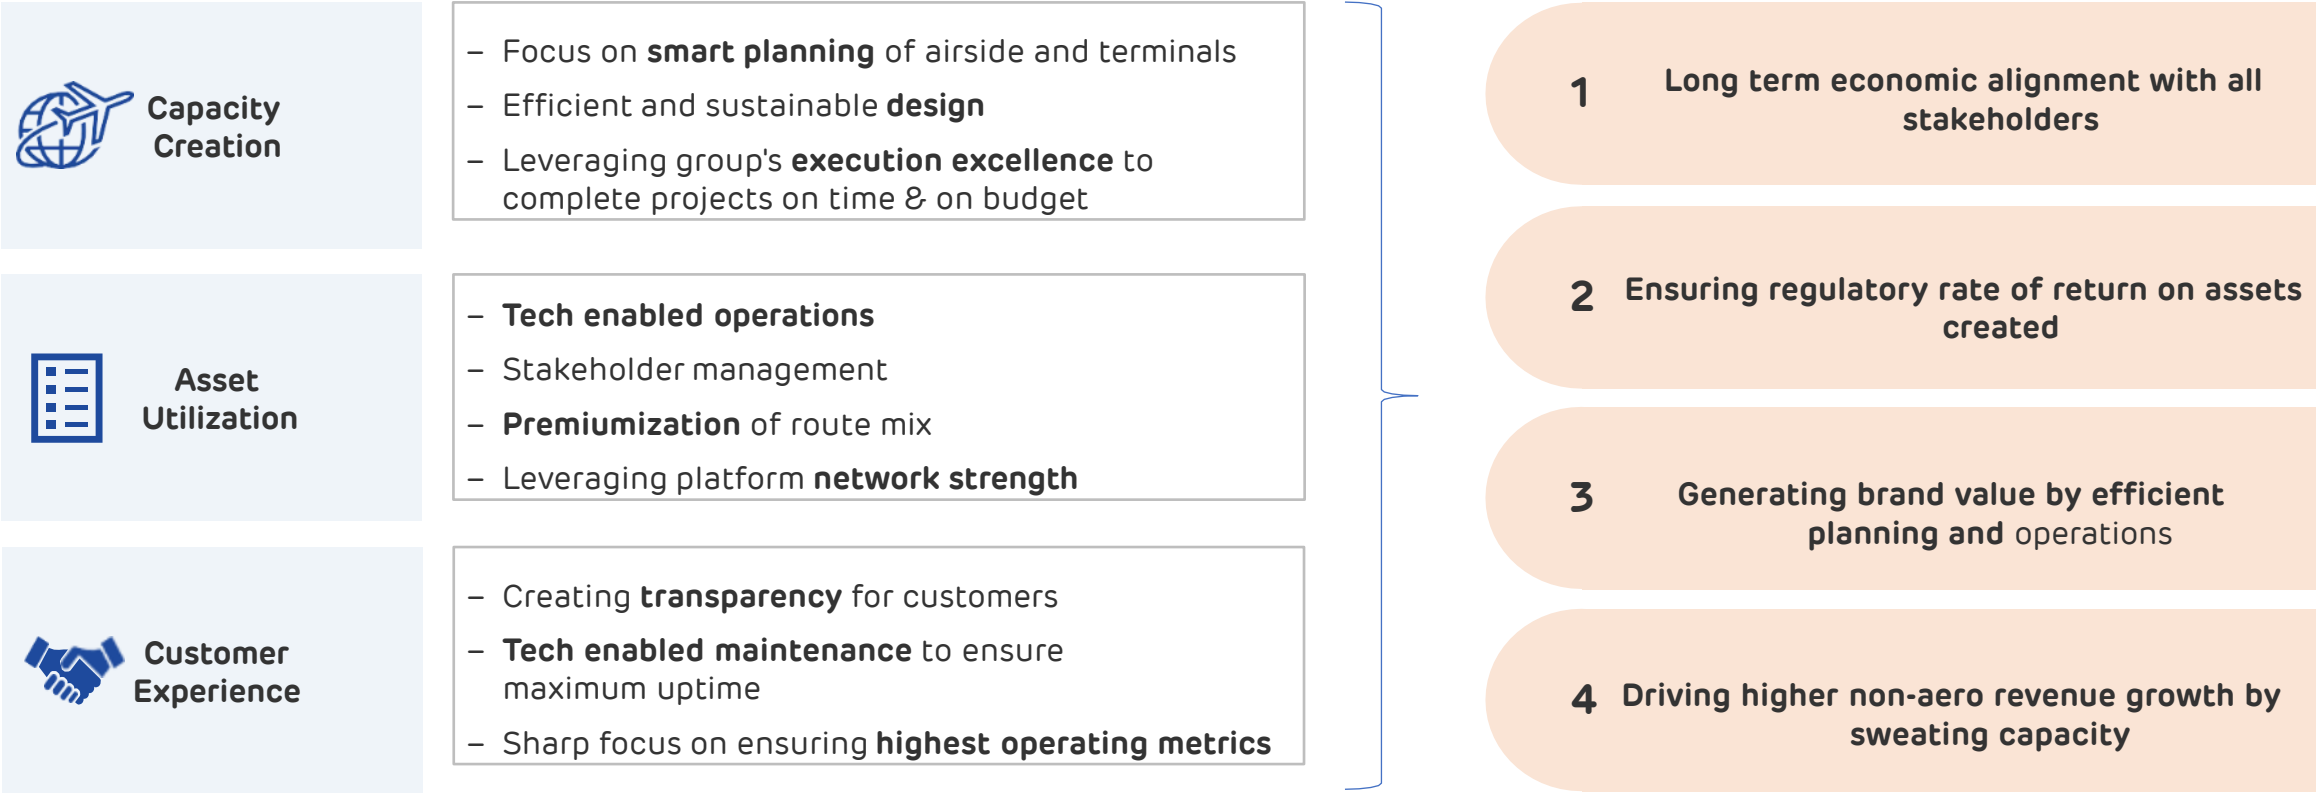 Capacity
Creation
– Focus on smart planning of airside and terminals
– Efficient and sustainable design
– Leveraging group's execution excellence to
complete projects on time & on budget
Asset
Utilization
– Tech enabled operations
– Stakeholder management
– Premiumization of route mix
– Leveraging platform network strength
Customer
Experience
– Creating transparency for customers
– Tech enabled maintenance to ensure
maximum uptime
– Sharp focus on ensuring highest operating metrics
1 Long term economic alignment with all
stakeholders
2 Ensuring regulatory rate of return on assets
created
3 Generating brand value by efficient
planning and operations
4 Driving higher non-aero revenue growth by
sweating capacity